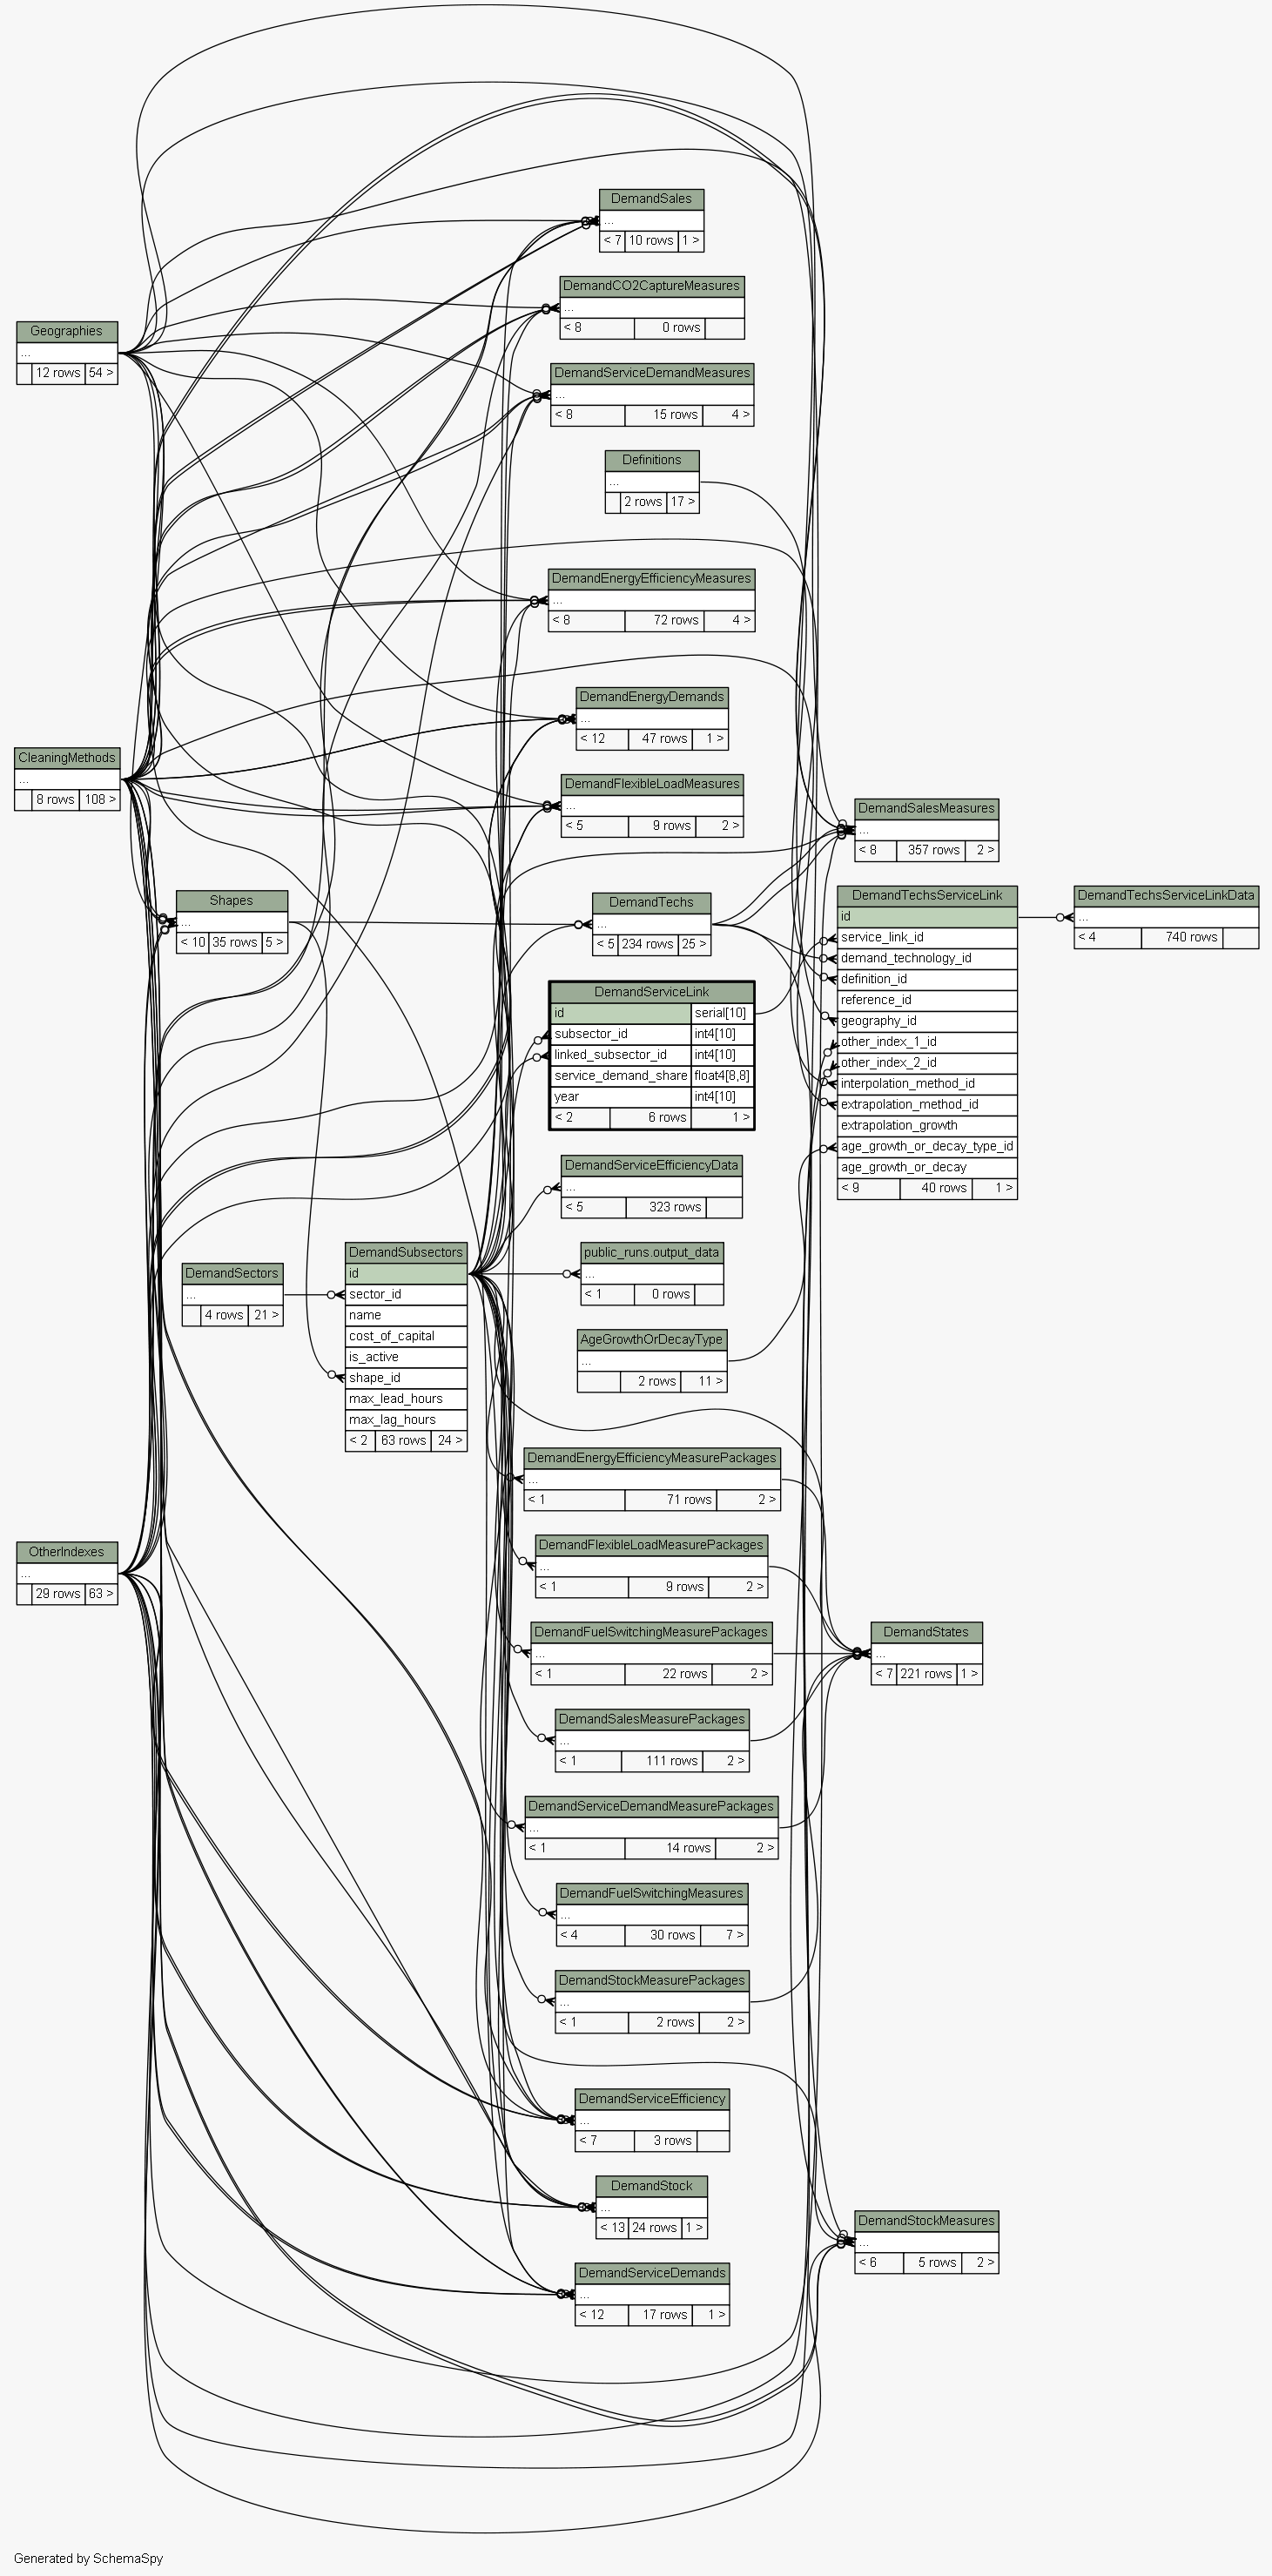 DemandSales
...
< 7 10 rows 1 >
DemandCO2CaptureMeasures
...
< 8 0 rows
Geographies
...
12 rows 54 >
DemandServiceDemandMeasures
...
< 8 15 rows 4 >
Definitions
...
2 rows 17 >
DemandEnergyEfficiencyMeasures
...
< 8 72 rows 4 >
DemandEnergyDemands
...
< 12 47 rows 1 >
CleaningMethods
...
8 rows 108 >
DemandFlexibleLoadMeasures
...
< 5 9 rows 2 >
DemandSalesMeasures
...
< 8 357 rows 2 >
Shapes
...
< 10 35 rows 5 >
DemandTechs
...
< 5 234 rows 25 >
DemandTechsServiceLink
id
service_link_id
demand_technology_id
definition_id
reference_id
geography_id
other_index_1_id
other_index_2_id
interpolation_method_id
extrapolation_method_id
extrapolation_growth
age_growth_or_decay_type_id
age_growth_or_decay
< 9 40 rows 1 >
DemandTechsServiceLinkData
...
< 4 740 rows
DemandServiceLink
id serial[10]
subsector_id int4[10]
linked_subsector_id int4[10]
service_demand_share float4[8,8]
year int4[10]
< 2 6 rows 1 >
DemandServiceEfficiencyData
...
< 5 323 rows
DemandSectors
...
4 rows 21 >
DemandSubsectors
id
sector_id
name
cost_of_capital
is_active
shape_id
max_lead_hours
max_lag_hours
< 2 63 rows 24 >
public_runs.output_data
...
< 1 0 rows
AgeGrowthOrDecayType
...
2 rows 11 >
DemandEnergyEfficiencyMeasurePackages
...
< 1 71 rows 2 >
OtherIndexes
...
29 rows 63 >
DemandFlexibleLoadMeasurePackages
...
< 1 9 rows 2 >
DemandFuelSwitchingMeasurePackages
...
< 1 22 rows 2 >
DemandStates
...
< 7 221 rows 1 >
DemandSalesMeasurePackages
...
< 1 111 rows 2 >
DemandServiceDemandMeasurePackages
...
< 1 14 rows 2 >
DemandFuelSwitchingMeasures
...
< 4 30 rows 7 >
DemandStockMeasurePackages
...
< 1 2 rows 2 >
DemandServiceEfficiency
...
< 7 3 rows
DemandStock
...
< 13 24 rows 1 >
DemandStockMeasures
...
< 6 5 rows 2 >
DemandServiceDemands
...
< 12 17 rows 1 >
Generated by SchemaSpy